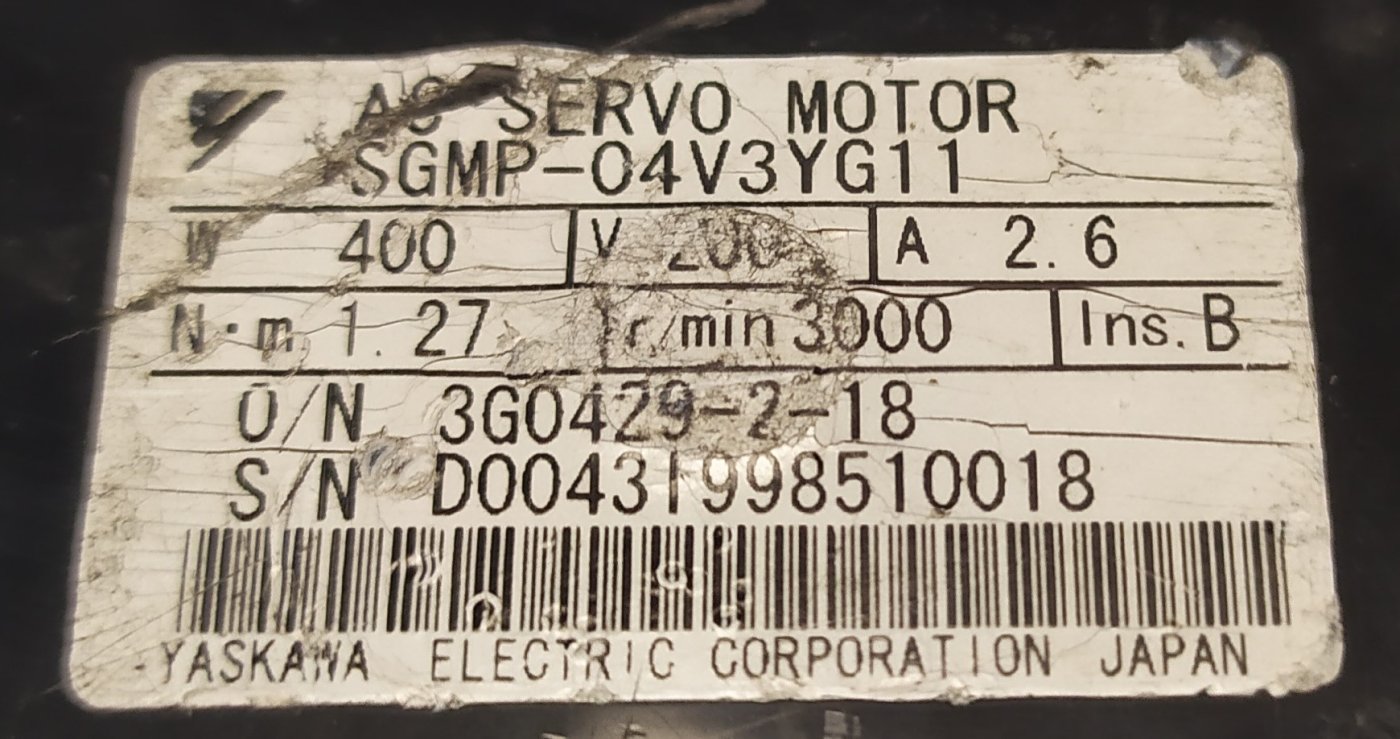 AC SERVO MOTOR
SGMP-04V3YG11
W 400 V 200 A 2.6
N·m 1.27 r/min 3000 Ins. B
O/N 3G0429-2-18
S/N D00431998510018
YASKAWA ELECTRIC CORPORATION JAPAN